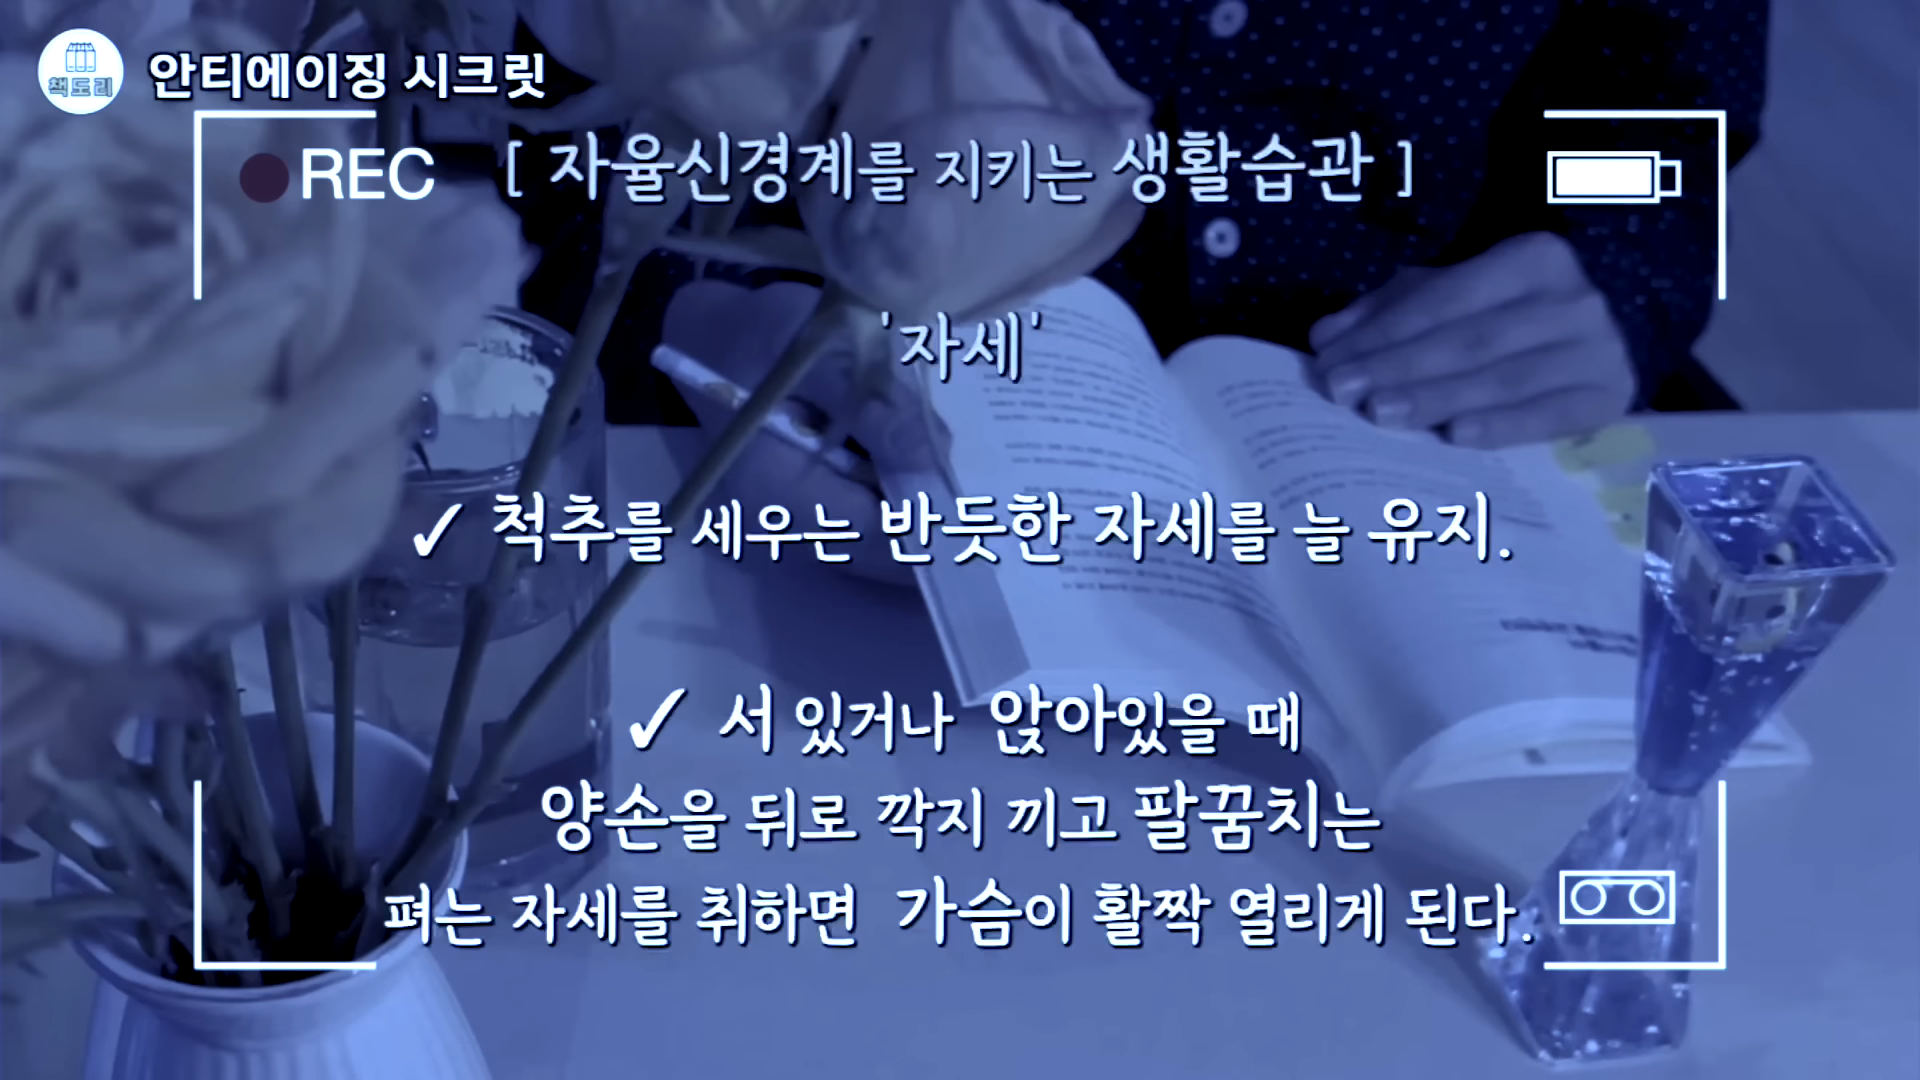 책도리
안티에이징 시크릿
REC
[ 자율신경계를 지키는 생활습관 ]
'자세'
✓ 척추를 세우는 반듯한 자세를 늘 유지.
✓ 서 있거나 앉아있을 때
양손을 뒤로 깍지 끼고 팔꿈치는
펴는 자세를 취하면 가슴이 활짝 열리게 된다.